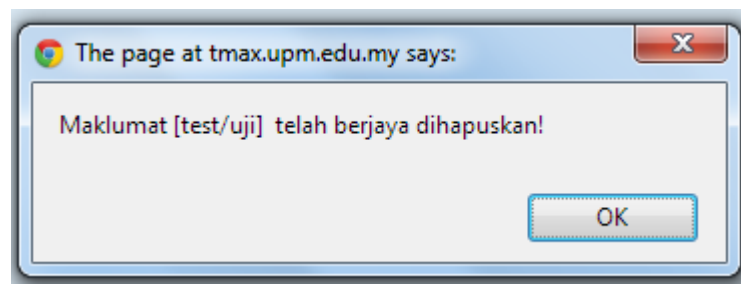 The page at tmax.upm.edu.my says:
Maklumat [test/uji] telah berjaya dihapuskan!
OK